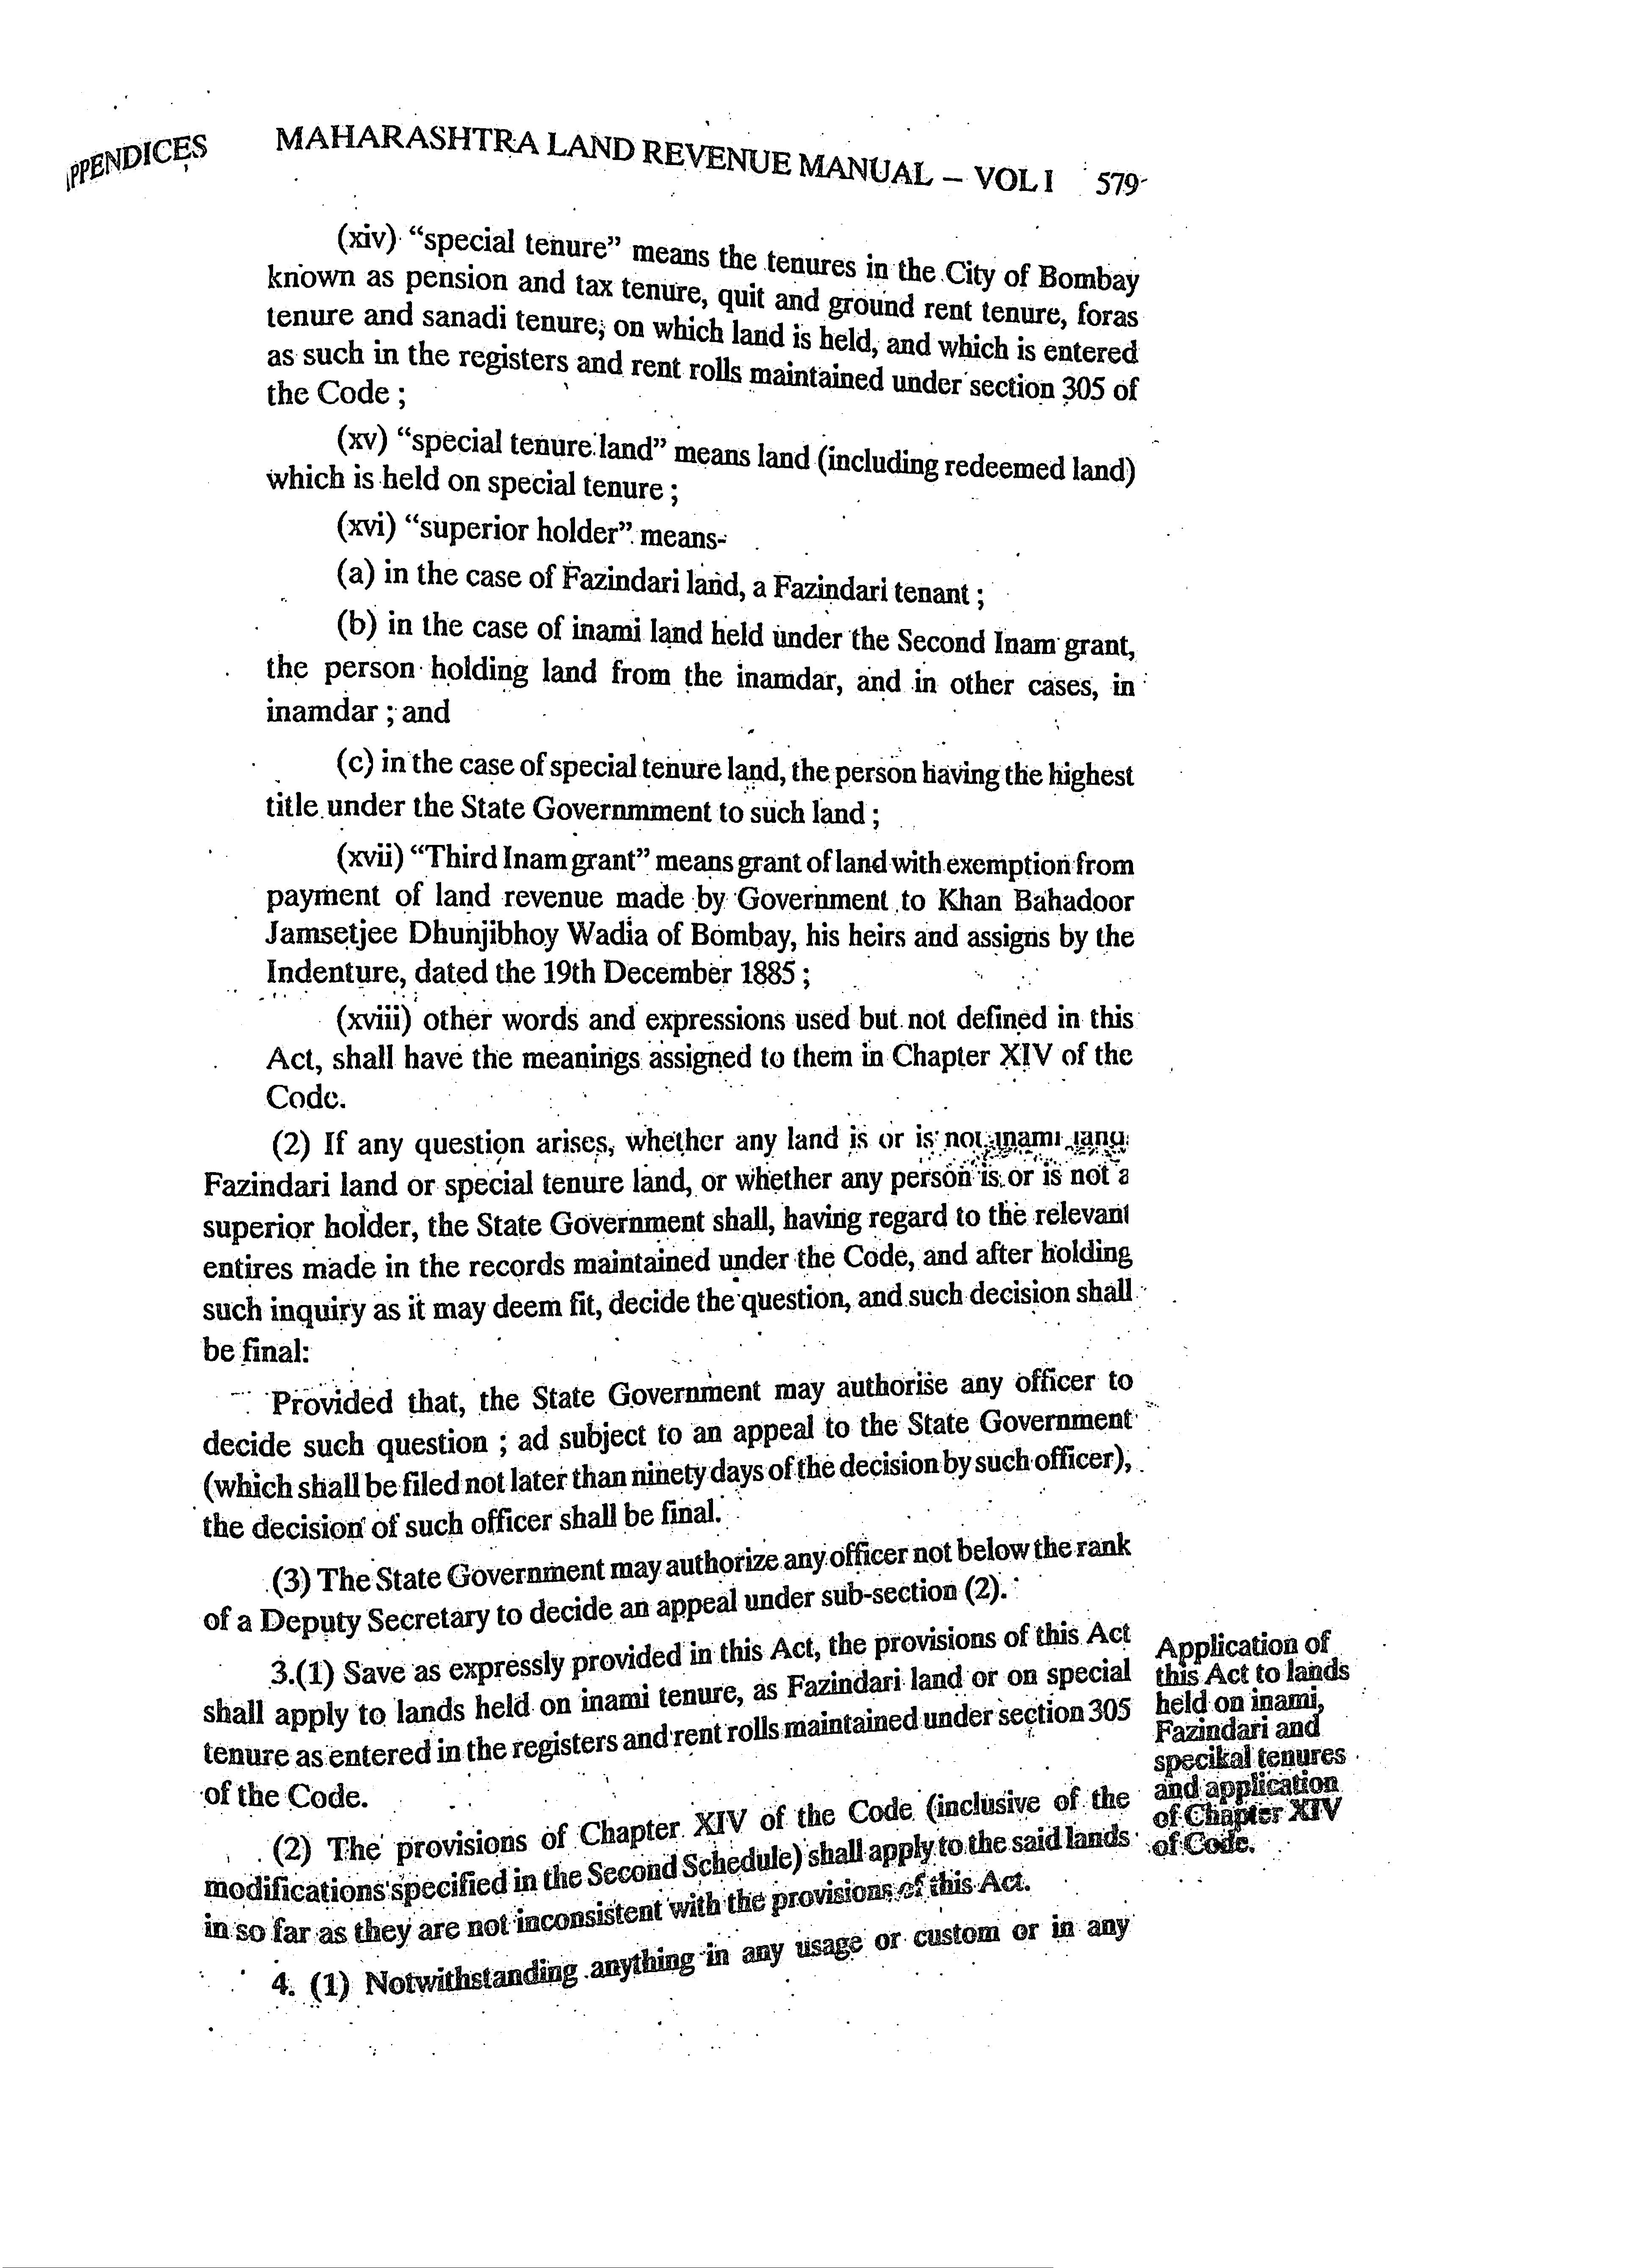 PPENDICES MAHARASHTRA LAND REVENUE MANUAL – VOL I 579
(xiv) “special tenure” means the tenures in the City of Bombay
known as pension and tax tenure, quit and ground rent tenure, foras
tenure and sanadi tenure, on which land is held, and which is entered
as such in the registers and rent rolls maintained under section 305 of
the Code ;
(xv) “special tenure land” means land (including redeemed land)
which is held on special tenure ;
(xvi) “superior holder” means-
(a) in the case of Fazindari land, a Fazindari tenant ;
(b) in the case of inami land held under the Second Inam grant,
the person holding land from the inamdar, and in other cases, in
inamdar ; and
(c) in the case of special tenure land, the person having the highest
title under the State Governmment to such land ;
(xvii) “Third Inam grant” means grant of land with exemption from
payment of land revenue made by Government to Khan Bahadoor
Jamsetjee Dhunjibhoy Wadia of Bombay, his heirs and assigns by the
Indenture, dated the 19th December 1885 ;
(xviii) other words and expressions used but not defined in this
Act, shall have the meanings assigned to them in Chapter XIV of the
Code.
(2) If any question arises, whether any land is or is not inami land
Fazindari land or special tenure land, or whether any person is or is not a
superior holder, the State Government shall, having regard to the relevant
entires made in the records maintained under the Code, and after holding
such inquiry as it may deem fit, decide the question, and such decision shall
be final:
Provided that, the State Government may authorise any officer to
decide such question ; ad subject to an appeal to the State Government
(which shall be filed not later than ninety days of the decision by such officer),
the decision of such officer shall be final.
(3) The State Government may authorize any officer not below the rank
of a Deputy Secretary to decide an appeal under sub-section (2).
3.(1) Save as expressly provided in this Act, the provisions of this Act
shall apply to lands held on inami tenure, as Fazindari land or on special
tenure as entered in the registers and rent rolls maintained under section 305
of the Code.
Application of
this Act to lands
held on inami,
Fazindari and
specikal tenures
and application
of Chapter XIV
of Code.
(2) The provisions of Chapter XIV of the Code (inclusive of the
modifications specified in the Second Schedule) shall apply to the said lands
in so far as they are not inconsistent with the provisions of this Act.
4. (1) Notwithstanding anything in any usage or custom or in any